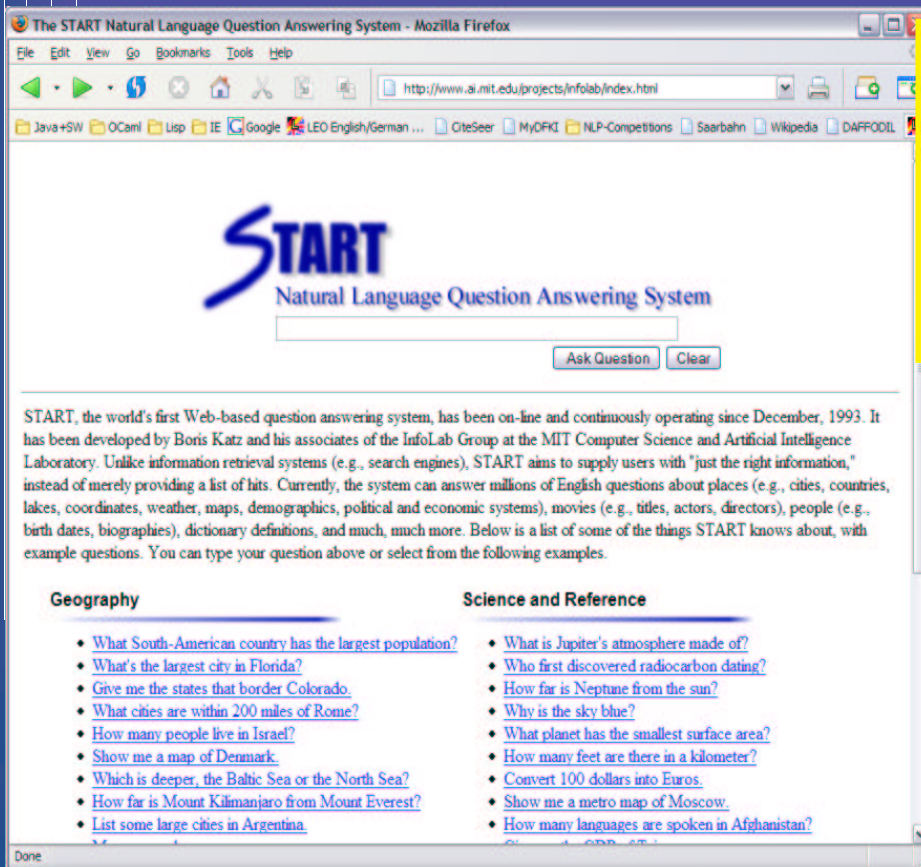 The START Natural Language Question Answering System - Mozilla Firefox
File Edit View Go Bookmarks Tools Help
http://www.ai.mit.edu/projects/infolab/index.html
Java+SW OCaml Lisp IE Google LEO English/German ... CiteSeer MyDFKI NLP-Competitions Saarbahn Wikipedia DAFFODIL
START
Natural Language Question Answering System
Ask Question Clear
START, the world's first Web-based question answering system, has been on-line and continuously operating since December, 1993. It
has been developed by Boris Katz and his associates of the InfoLab Group at the MIT Computer Science and Artificial Intelligence
Laboratory. Unlike information retrieval systems (e.g., search engines), START aims to supply users with "just the right information,"
instead of merely providing a list of hits. Currently, the system can answer millions of English questions about places (e.g., cities, countries,
lakes, coordinates, weather, maps, demographics, political and economic systems), movies (e.g., titles, actors, directors), people (e.g.,
birth dates, biographies), dictionary definitions, and much, much more. Below is a list of some of the things START knows about, with
example questions. You can type your question above or select from the following examples.
Geography
What South-American country has the largest population?
What's the largest city in Florida?
Give me the states that border Colorado.
What cities are within 200 miles of Rome?
How many people live in Israel?
Show me a map of Denmark.
Which is deeper, the Baltic Sea or the North Sea?
How far is Mount Kilimanjaro from Mount Everest?
List some large cities in Argentina.
Science and Reference
What is Jupiter's atmosphere made of?
Who first discovered radiocarbon dating?
How far is Neptune from the sun?
Why is the sky blue?
What planet has the smallest surface area?
How many feet are there in a kilometer?
Convert 100 dollars into Euros.
Show me a metro map of Moscow.
How many languages are spoken in Afghanistan?
Done